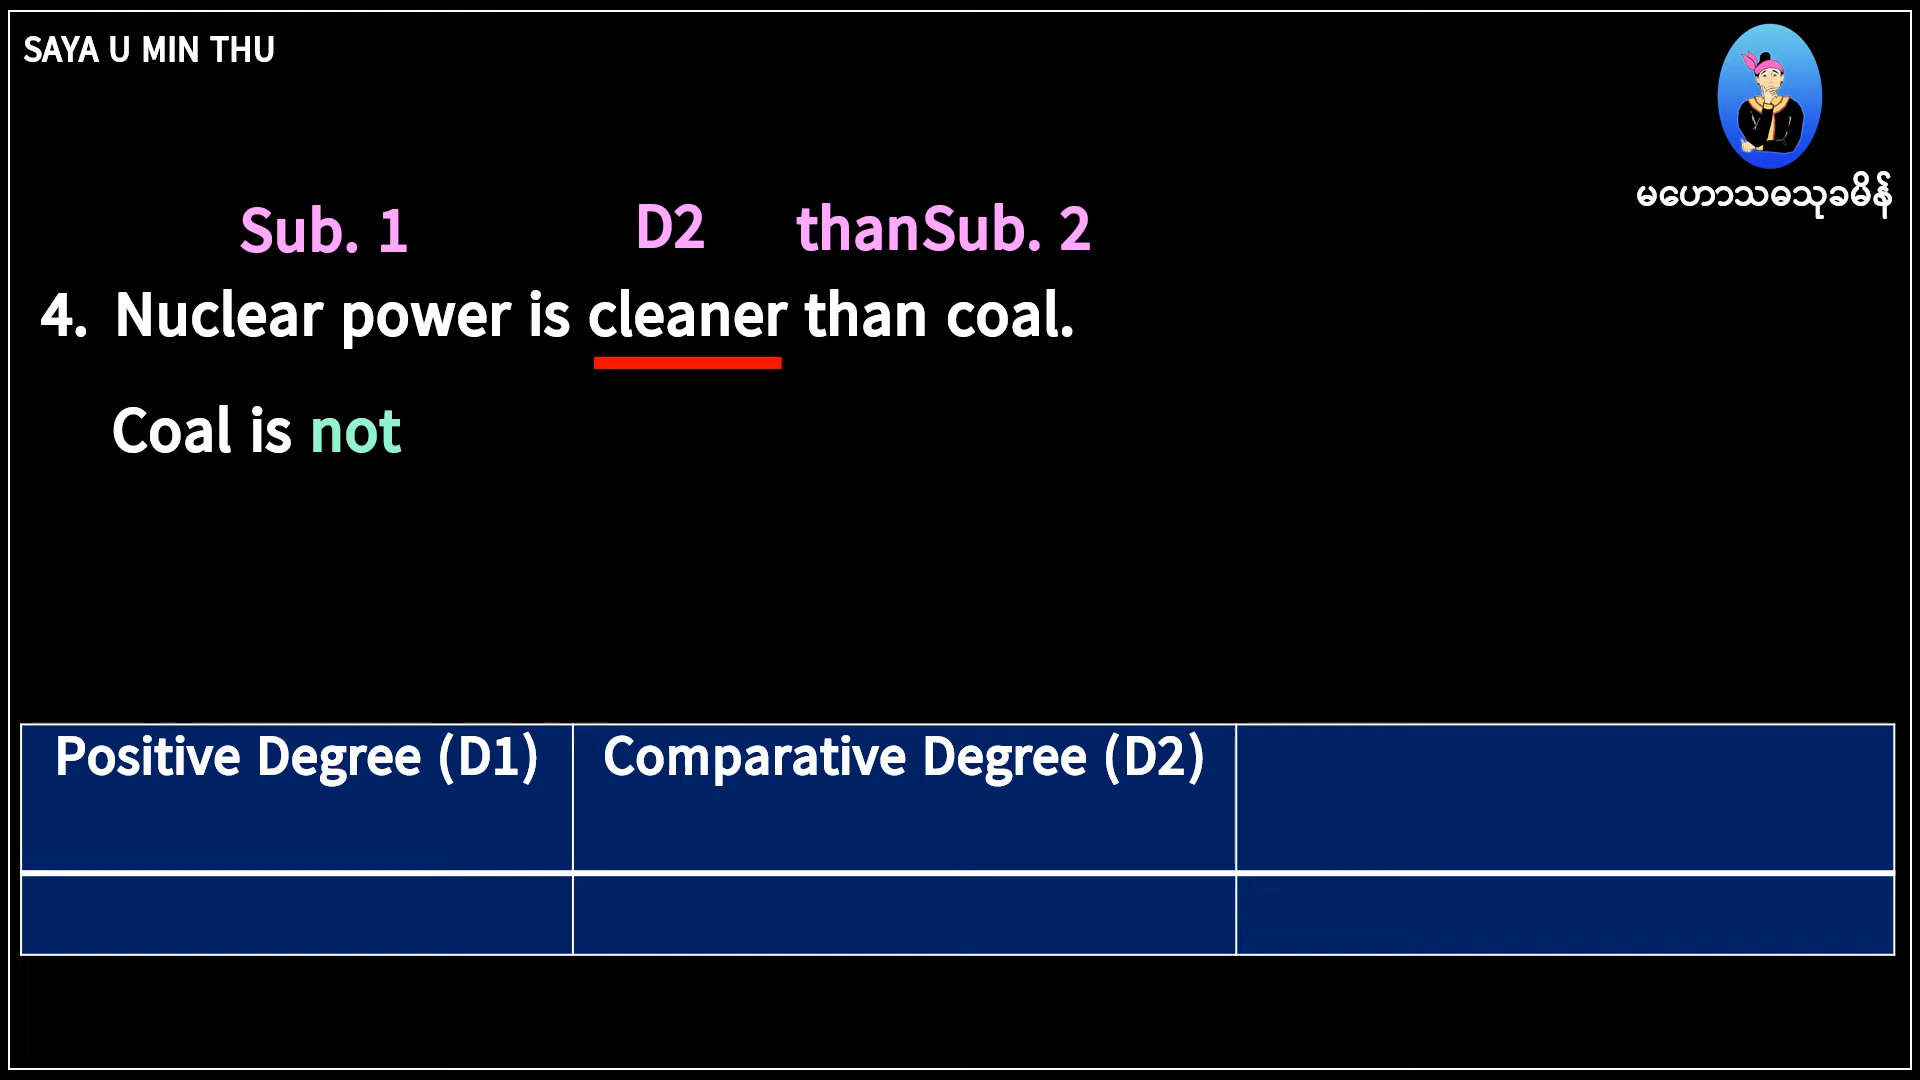 SAYA U MIN THU
မဟောသဓသုခမိန်
Sub. 1 D2 thanSub. 2
4. Nuclear power is cleaner than coal.
Coal is not
Positive Degree (D1) Comparative Degree (D2)